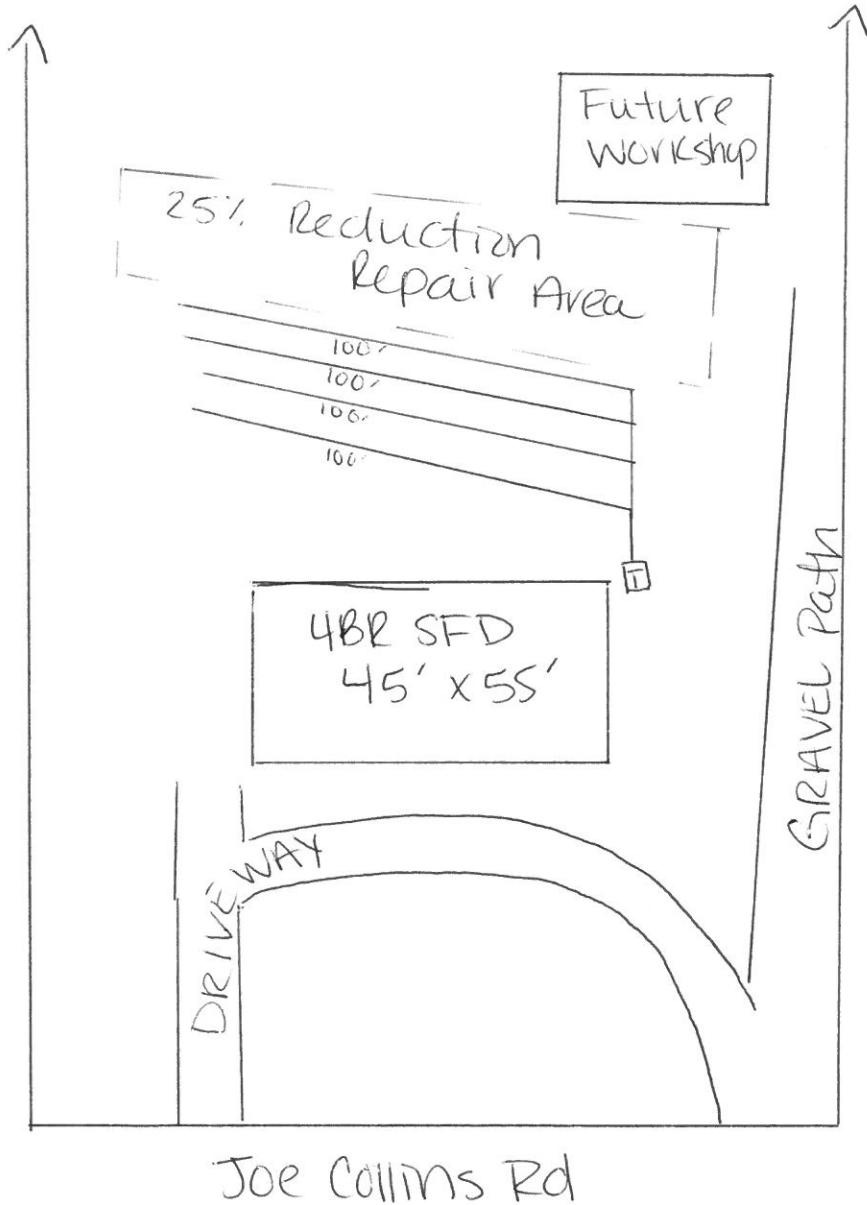 Future
Workshop
25% Reduction
Repair Area
100'
100'
100'
100'
T
4BR SFD
45' x 55'
GRAVEL Path
DRIVEWAY
Joe Collins Rd